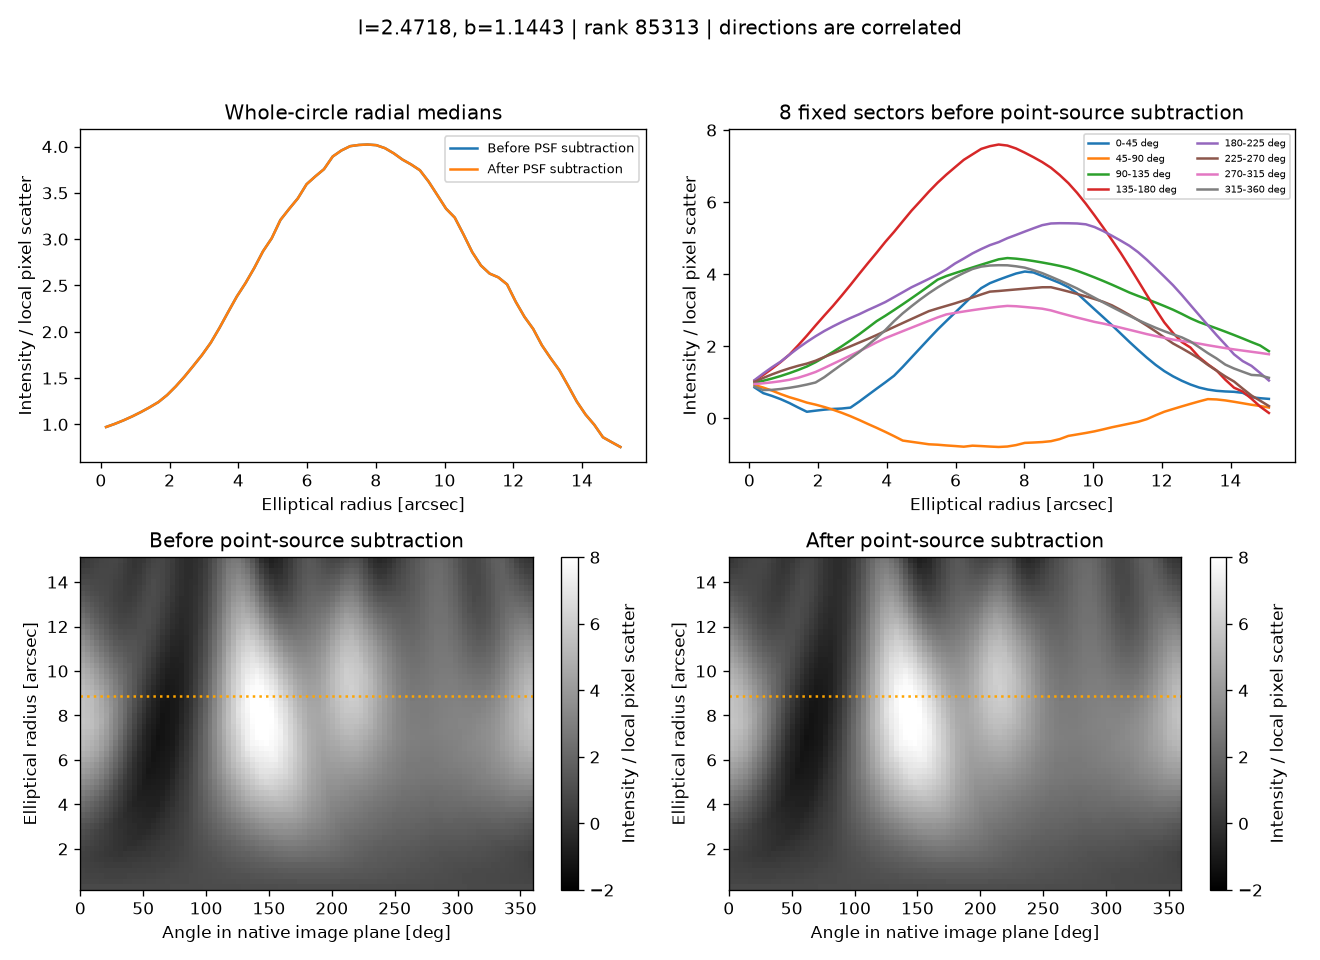 l=2.4718, b=1.1443 | rank 85313 | directions are correlated
Whole-circle radial medians
Intensity / local pixel scatter
4.0
3.5
3.0
2.5
2.0
1.5
1.0
Before PSF subtraction
After PSF subtraction
0 2 4 6 8 10 12 14
Elliptical radius [arcsec]
8 fixed sectors before point-source subtraction
Intensity / local pixel scatter
8
6
4
2
0
0-45 deg
45-90 deg
90-135 deg
135-180 deg
180-225 deg
225-270 deg
270-315 deg
315-360 deg
0 2 4 6 8 10 12 14
Elliptical radius [arcsec]
Before point-source subtraction
Elliptical radius [arcsec]
14
12
10
8
6
4
2
0 50 100 150 200 250 300 350
Angle in native image plane [deg]
8
6
4
2
0
−2
Intensity / local pixel scatter
After point-source subtraction
Elliptical radius [arcsec]
14
12
10
8
6
4
2
0 50 100 150 200 250 300 350
Angle in native image plane [deg]
8
6
4
2
0
−2
Intensity / local pixel scatter